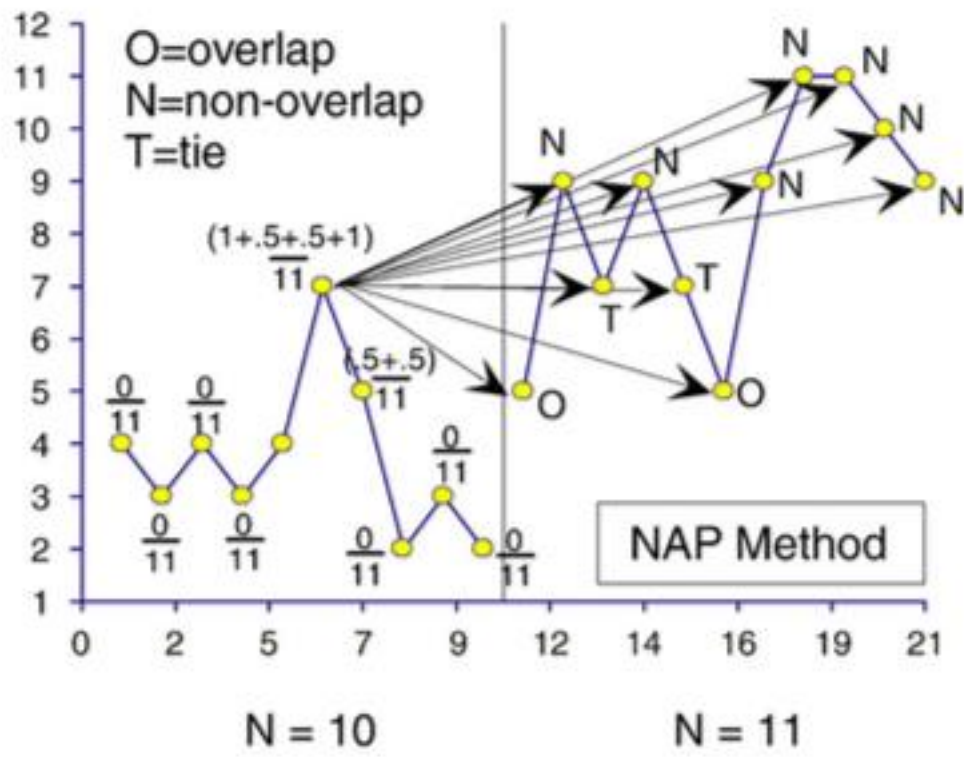 12
11
10
9
8
7
6
5
4
3
2
1
O=overlap
N=non-overlap
T=tie
(1+.5+.5+1)
11
(.5+.5)
11
0
11
0
11
0
11
0
11
0
11
0
11
0
11
N
N
N
N
N
N
N
T
T
O
O
NAP Method
0 2 5 7 9 12 14 16 19 21
N = 10 N = 11